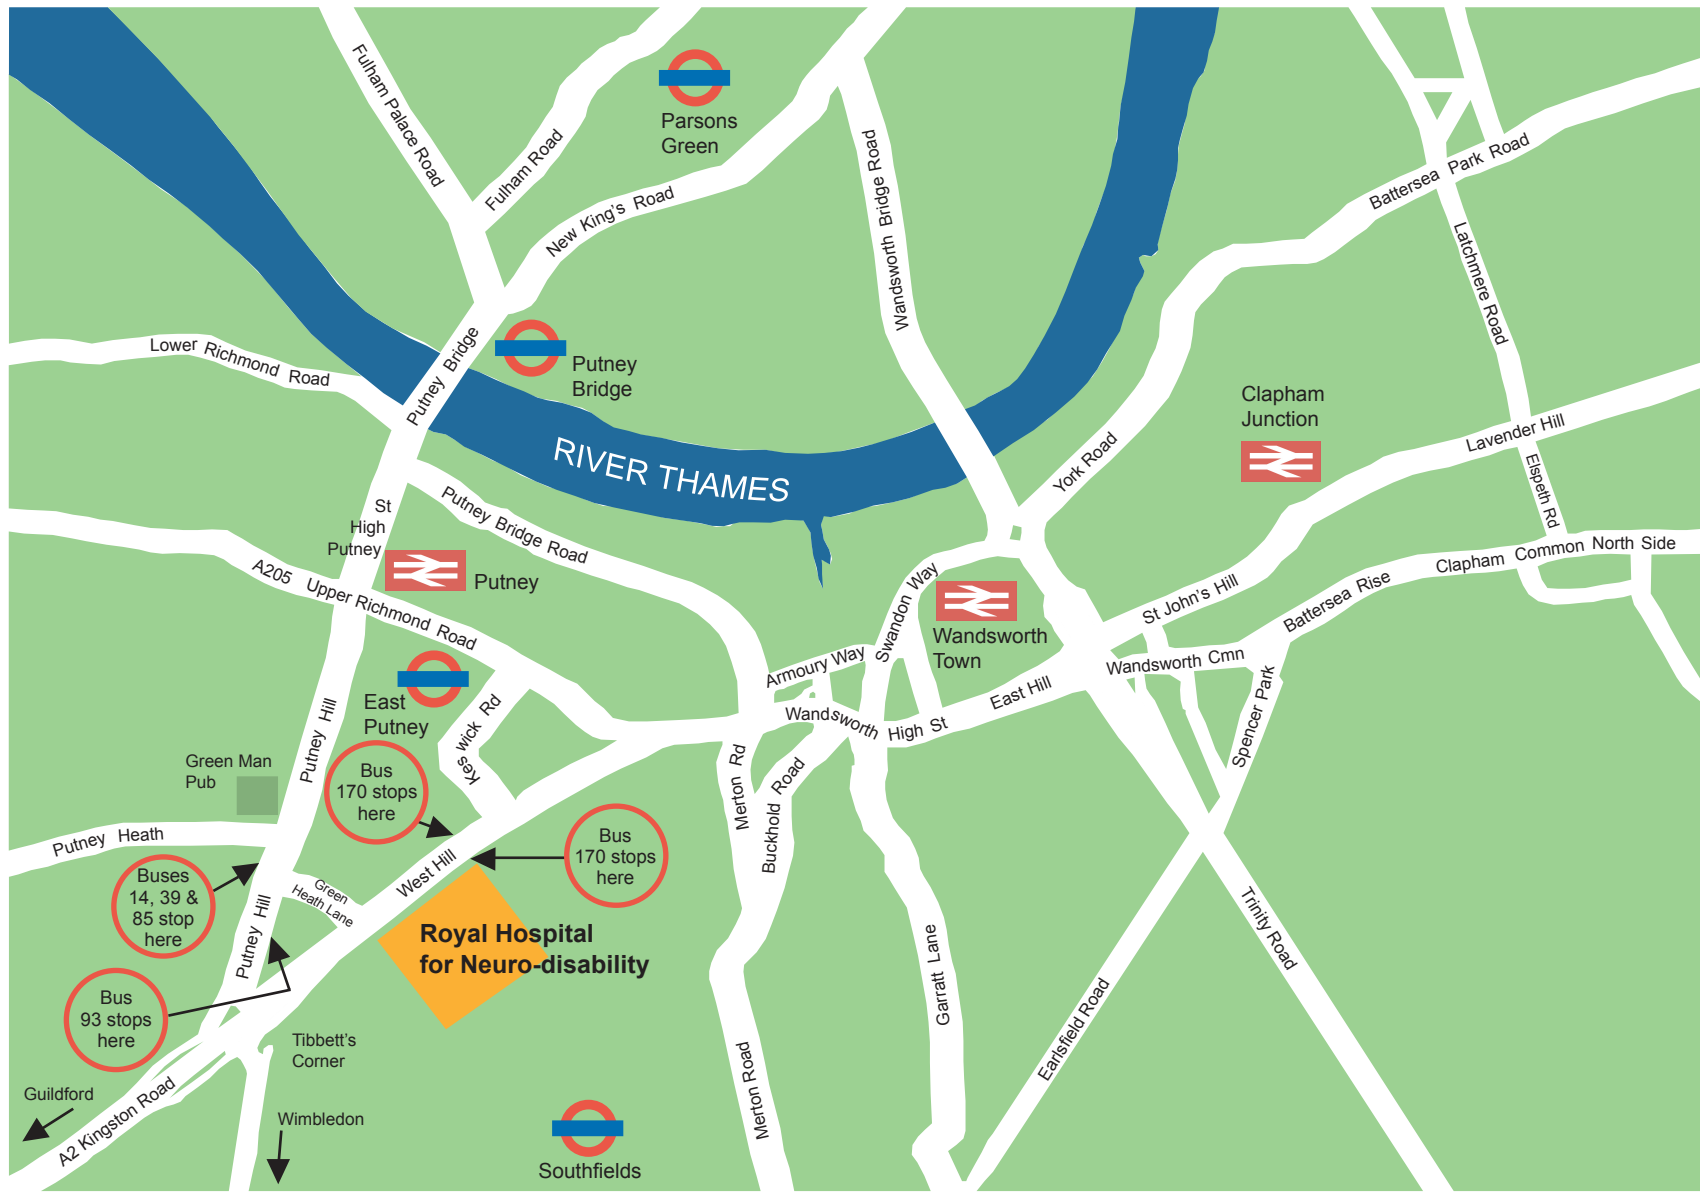 Fulham Palace Road
Fulham Road
Parsons
Green
New King's Road
Wandsworth Bridge Road
Battersea Park Road
Latchmere Road
Lower Richmond Road
Putney Bridge
Putney
Bridge
RIVER THAMES
York Road
Clapham
Junction
Lavender Hill
Elspeth Rd
St
High
Putney
Putney Bridge Road
Putney
A205 Upper Richmond Road
Swandon Way
Wandsworth
Town
St John's Hill
Battersea Rise
Clapham Common North Side
Wandsworth Cmn
Armoury Way
East Hill
Wandsworth High St
Spencer Park
East
Putney
Keswick Rd
Putney Hill
Green Man
Pub
Bus
170 stops
here
Merton Rd
Buckhold Road
Putney Heath
Bus
170 stops
here
West Hill
Buses
14, 39 &
85 stop
here
Green
Heath Lane
Putney Hill
Royal Hospital
for Neuro-disability
Garratt Lane
Trinity Road
Earlsfield Road
Bus
93 stops
here
Tibbett's
Corner
Merton Road
Guildford
A2 Kingston Road
Wimbledon
Southfields